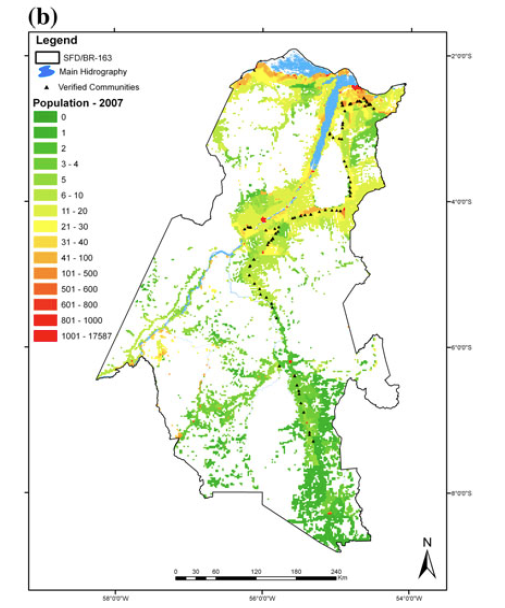 (b)
Legend
SFD/BR-163
Main Hidrography
Verified Communities
Population - 2007
0
1
2
3 - 4
5
6 - 10
11 - 20
21 - 30
31 - 40
41 - 100
101 - 500
501 - 600
601 - 800
801 - 1000
1001 - 17587
2°0'0"S
4°0'0"S
6°0'0"S
8°0'0"S
N
0 30 60 120 180 240
Km
58°0'0"W 56°0'0"W 54°0'0"W